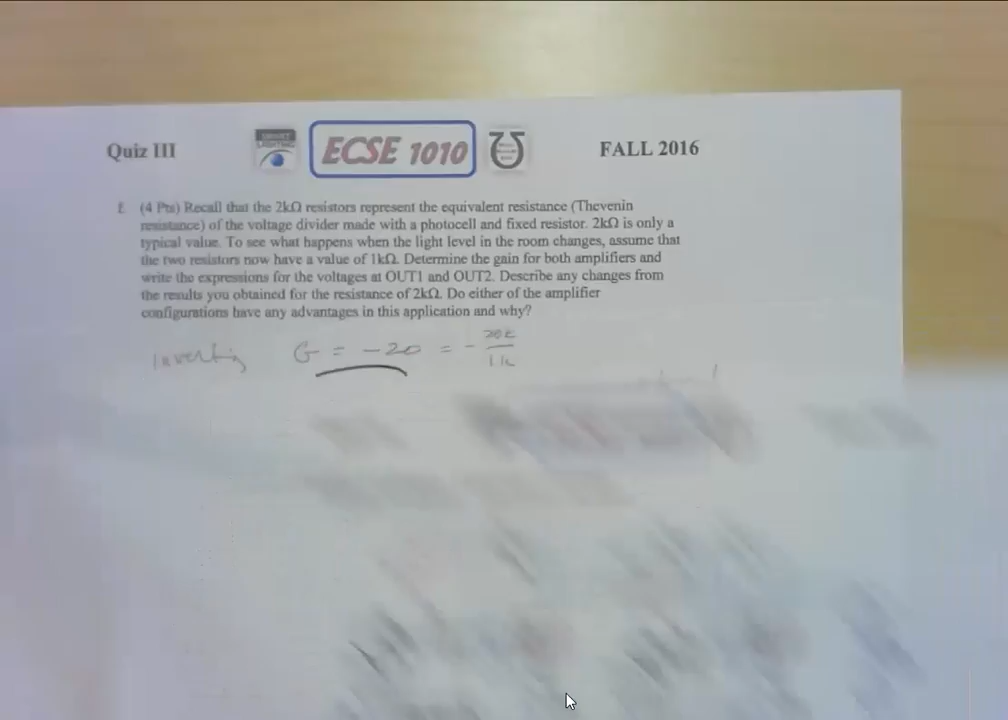 Quiz III
SMART LIGHTING
ECSE 1010
FALL 2016
(4 Pts) Recall that the 2kΩ resistors represent the equivalent resistance (Thevenin
resistance) of the voltage divider made with a photocell and fixed resistor. 2kΩ is only a
typical value. To see what happens when the light level in the room changes, assume that
the two resistors now have a value of 1kΩ. Determine the gain for both amplifiers and
write the expressions for the voltages at OUT1 and OUT2. Describe any changes from
the results you obtained for the resistance of 2kΩ. Do either of the amplifier
configurations have any advantages in this application and why?
Inverting G = -20 = - 20k / 1k